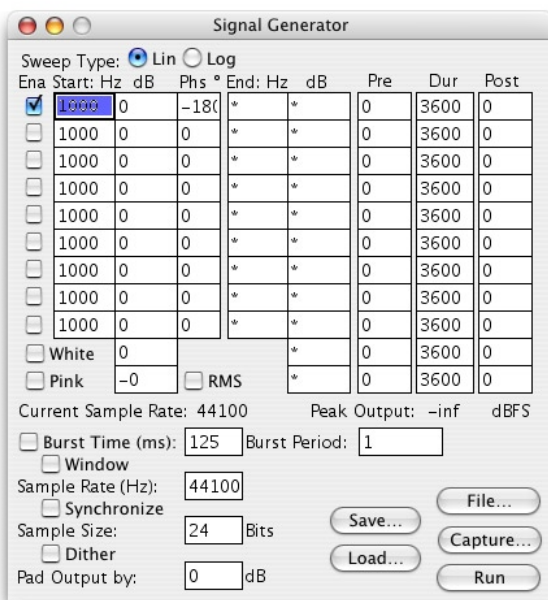 Signal Generator
Sweep Type: Lin Log
Ena Start: Hz dB Phs ° End: Hz dB Pre Dur Post
1000 0 -180 * * 0 3600 0
1000 0 0 * * 0 3600 0
1000 0 0 * * 0 3600 0
1000 0 0 * * 0 3600 0
1000 0 0 * * 0 3600 0
1000 0 0 * * 0 3600 0
1000 0 0 * * 0 3600 0
1000 0 0 * * 0 3600 0
1000 0 0 * * 0 3600 0
White 0 * 0 3600 0
Pink -0 RMS * 0 3600 0
Current Sample Rate: 44100 Peak Output: -inf dBFS
Burst Time (ms): 125 Burst Period: 1
Window
Sample Rate (Hz): 44100
Synchronize
Sample Size: 24 Bits
Dither
Pad Output by: 0 dB
File...
Save...
Capture...
Load...
Run